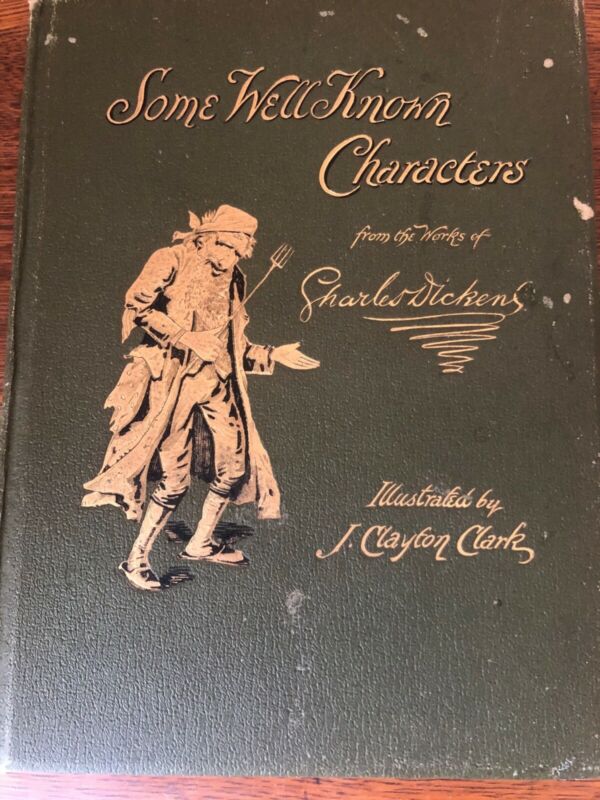 Some Well Known
Characters
from the Works of
Charles Dickens
Illustrated by
J. Clayton Clark